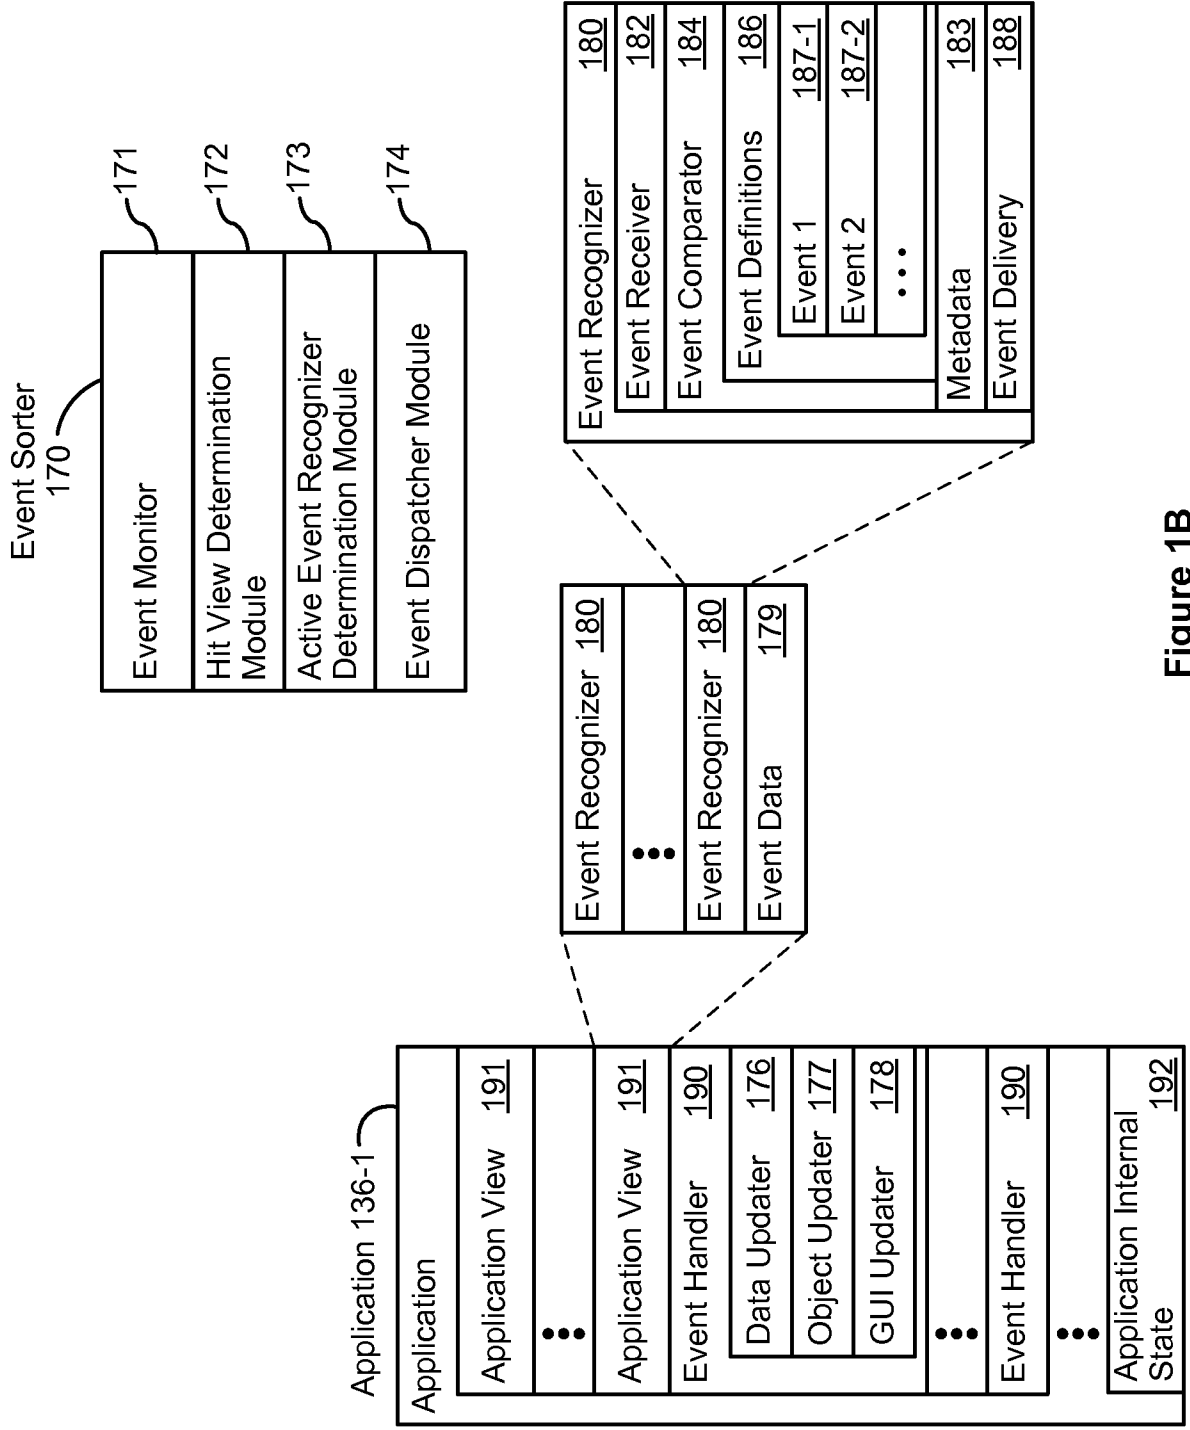 Event Sorter
170
Event Monitor
171
Hit View Determination
Module
172
Active Event Recognizer
Determination Module
173
Event Dispatcher Module
174
Application 136-1
Application
Application View 191
•••
Application View 191
Event Handler 190
Data Updater 176
Object Updater 177
GUI Updater 178
•••
Event Handler 190
•••
Application Internal
State 192
Event Recognizer 180
•••
Event Recognizer 180
Event Data 179
Event Recognizer 180
Event Receiver 182
Event Comparator 184
Event Definitions 186
Event 1 187-1
Event 2 187-2
•••
Metadata 183
Event Delivery 188
Figure 1B